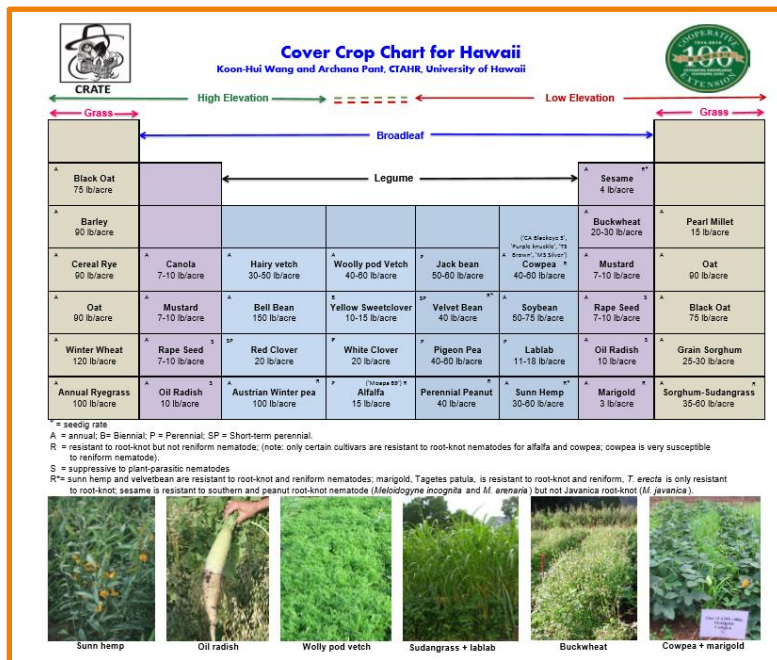 CRATE
Cover Crop Chart for Hawaii
Koon-Hui Wang and Archana Pant, CTAHR, University of Hawaii
COOPERATIVE
100
EXTENSION
High Elevation
Low Elevation
Grass
Grass
Broadleaf
Legume
A
Black Oat
75 lb/acre
A R*
Sesame
4 lb/acre
A
Barley
90 lb/acre
A
Buckwheat
20-30 lb/acre
A
Pearl Millet
15 lb/acre
A
Cereal Rye
90 lb/acre
A
Canola
7-10 lb/acre
A
Hairy vetch
30-50 lb/acre
A
Woolly pod Vetch
40-60 lb/acre
P
Jack bean
50-60 lb/acre
('CA Blackeye 5',
'Purple knuckle', 'TS
Brown', 'MS Silver')
A R
Cowpea
40-60 lb/acre
A
Mustard
7-10 lb/acre
A
Oat
90 lb/acre
A
Oat
90 lb/acre
A
Mustard
7-10 lb/acre
A
Bell Bean
150 lb/acre
B
Yellow Sweetclover
10-15 lb/acre
SP R*
Velvet Bean
40 lb/acre
A
Soybean
50-75 lb/acre
A S
Rape Seed
7-10 lb/acre
A
Black Oat
75 lb/acre
A
Winter Wheat
120 lb/acre
A S
Rape Seed
7-10 lb/acre
SP
Red Clover
20 lb/acre
P
White Clover
20 lb/acre
P
Pigeon Pea
40-60 lb/acre
P
Lablab
11-18 lb/acre
A S
Oil Radish
10 lb/acre
A
Grain Sorghum
25-30 lb/acre
A
Annual Ryegrass
100 lb/acre
A S
Oil Radish
10 lb/acre
A R
Austrian Winter pea
100 lb/acre
P ('Moapa 69') R
Alfalfa
15 lb/acre
P R
Perennial Peanut
40 lb/acre
A R*
Sunn Hemp
30-60 lb/acre
A R
Marigold
3 lb/acre
A R
Sorghum-Sudangrass
35-60 lb/acre
* = seedig rate
A = annual; B= Biennial; P = Perennial; SP = Short-term perennial.
R = resistant to root-knot but not reniform nematode; (note: only certain cultivars are resistant to root-knot nematodes for alfalfa and cowpea; cowpea is very susceptible
to reniform nematode).
S = suppressive to plant-parasitic nematodes
R*= sunn hemp and velvetbean are resistant to root-knot and reniform nematodes; marigold, Tagetes patula, is resistant to root-knot and reniform, T. erecta is only resistant
to root-knot; sesame is resistant to southern and peanut root-knot nematode (Meloidogyne incognita and M. arenaria) but not Javanica root-knot (M. javanica).
Sunn hemp
Oil radish
Wolly pod vetch
Sudangrass + lablab
Buckwheat
Cowpea + marigold